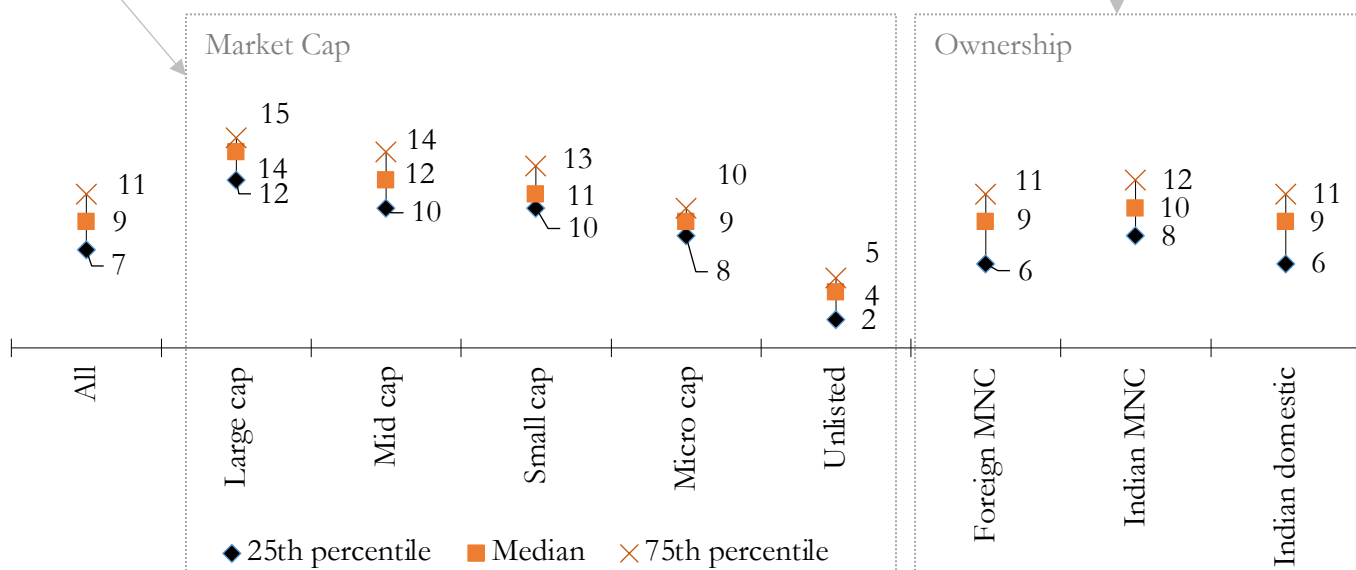 Market Cap
Ownership
15
14
12
14
12
10
13
11
10
10
9
8
5
4
2
11
9
7
11
9
6
12
10
8
11
9
6
All
Large cap
Mid cap
Small cap
Micro cap
Unlisted
Foreign MNC
Indian MNC
Indian domestic
25th percentile
Median
75th percentile